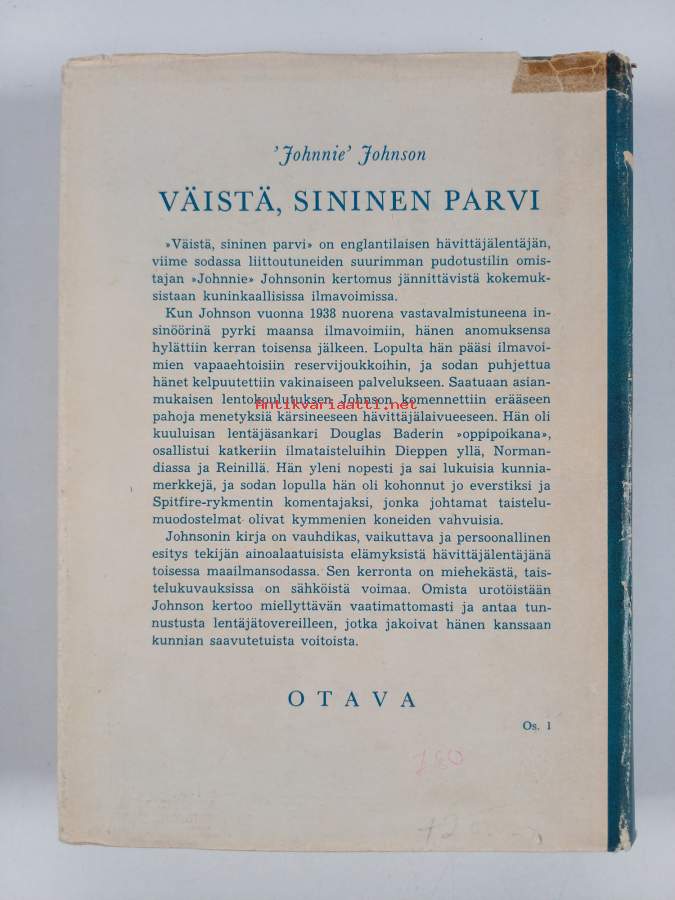 ’Johnnie’ Johnson
VÄISTÄ, SININEN PARVI
»Väistä, sininen parvi» on englantilaisen hävittäjälentäjän,
viime sodassa liittoutuneiden suurimman pudotustilin omis-
tajan »Johnnie» Johnsonin kertomus jännittävistä kokemuk-
sistaan kuninkaallisissa ilmavoimissa.
Kun Johnson vuonna 1938 nuorena vastavalmistuneena in-
sinöörinä pyrki maansa ilmavoimiin, hänen anomuksensa
hylättiin kerran toisensa jälkeen. Lopulta hän pääsi ilmavoi-
mien vapaaehtoisiin reservijoukkoihin, ja sodan puhjettua
hänet kelpuutettiin vakinaiseen palvelukseen. Saatuaan asian-
mukaisen lentokoulutuksen Johnson komennettiin erääseen
Antikvariaatti.net
pahoja menetyksiä kärsineeseen hävittäjälaivueeseen. Hän oli
kuuluisan lentäjäsankari Douglas Baderin »oppipoikana»,
osallistui katkeriin ilmataisteluihin Dieppen yllä, Norman-
diassa ja Reinillä. Hän yleni nopesti ja sai lukuisia kunnia-
merkkejä, ja sodan lopulla hän oli kohonnut jo everstiksi ja
Spitfire-rykmentin komentajaksi, jonka johtamat taistelu-
muodostelmat olivat kymmenien koneiden vahvuisia.
Johnsonin kirja on vauhdikas, vaikuttava ja persoonallinen
esitys tekijän ainoalaatuisista elämyksistä hävittäjälentäjänä
toisessa maailmansodassa. Sen kerronta on miehekästä, tais-
telukuvauksissa on sähköistä voimaa. Omista urotöistään
Johnson kertoo miellyttävän vaatimattomasti ja antaa tun-
nustusta lentäjätovereilleen, jotka jakoivat hänen kanssaan
kunnian saavutetuista voitoista.
OTAVA
Os. 1